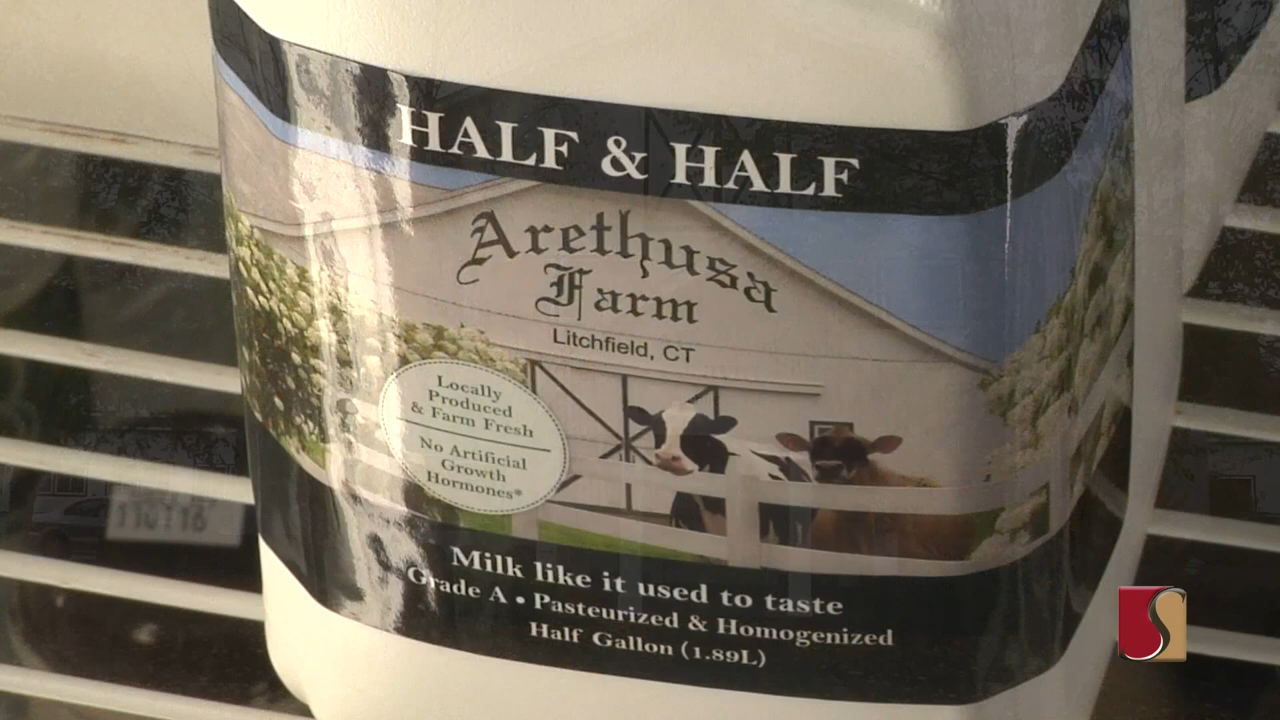 HALF & HALF
Arethusa
Farm
Litchfield, CT
Locally
Produced
& Farm Fresh
No Artificial
Growth
Hormones*
Milk like it used to taste
Grade A • Pasteurized & Homogenized
Half Gallon (1.89L)